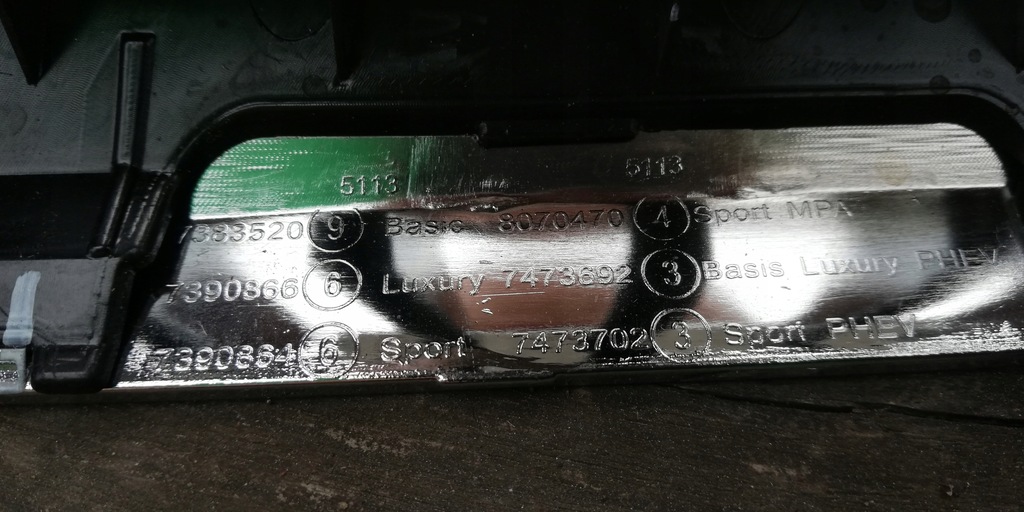 5113 5113
7383520 9 Basic 8070470 4 Sport MPA
7390866 6 Luxury 7473692 3 Basis Luxury PHEV
7390864 6 Sport 7473702 3 Sport PHEV